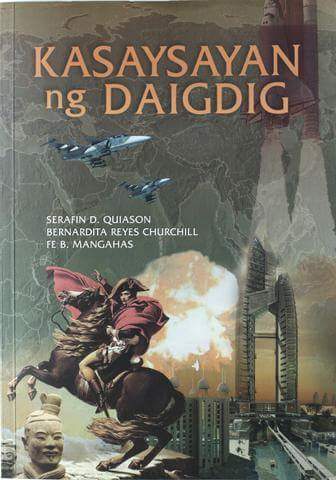 KASAYSAYAN
ng DAIGDIG
SERAFIN D. QUIASON
BERNARDITA REYES CHURCHILL
FE B. MANGAHAS